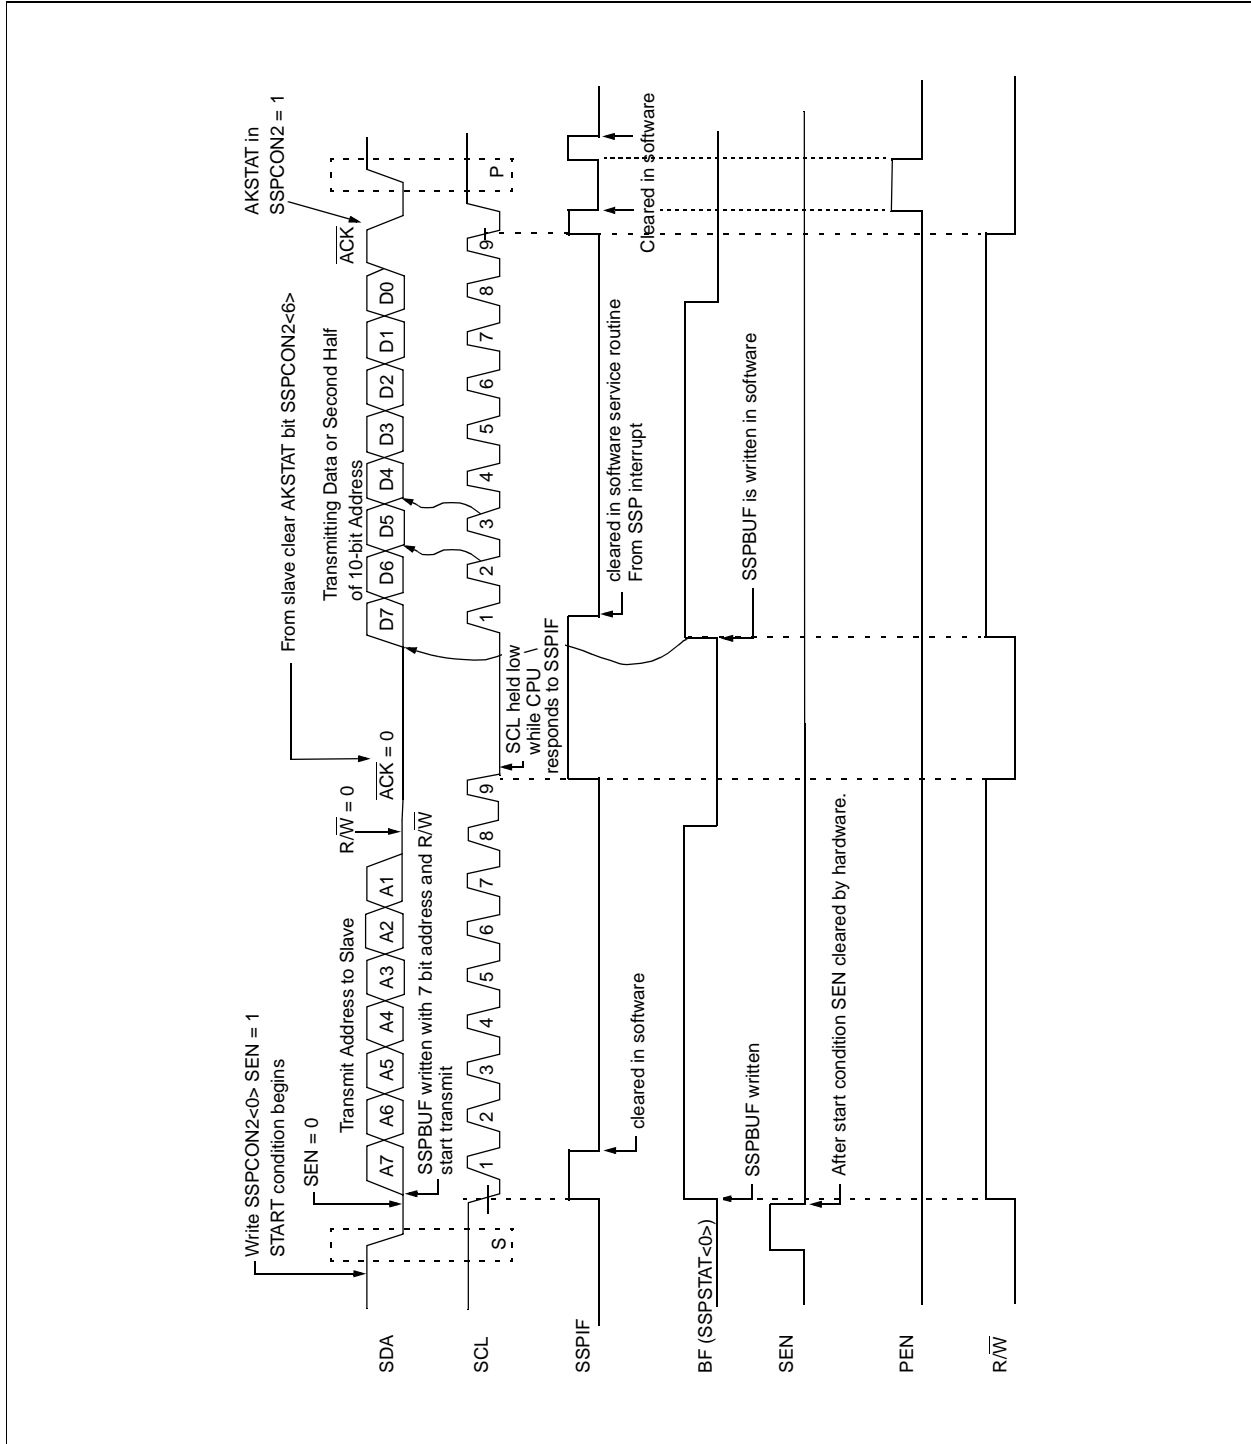 Write SSPCON2<0> SEN = 1
START condition begins
SEN = 0
Transmit Address to Slave
R/W = 0
From slave clear AKSTAT bit SSPCON2<6>
ACK = 0
Transmitting Data or Second Half
of 10-bit Address
AKSTAT in
SSPCON2 = 1
ACK
SDA
A7 A6 A5 A4 A3 A2 A1 D7 D6 D5 D4 D3 D2 D1 D0
SSPBUF written with 7 bit address and R/W
start transmit
SCL
S 1 2 3 4 5 6 7 8 9 1 2 3 4 5 6 7 8 9 P
SCL held low
while CPU
responds to SSPIF
SSPIF
cleared in software
cleared in software service routine
From SSP interrupt
Cleared in software
BF (SSPSTAT<0>)
SSPBUF written
SSPBUF is written in software
SEN
After start condition SEN cleared by hardware.
PEN
R/W